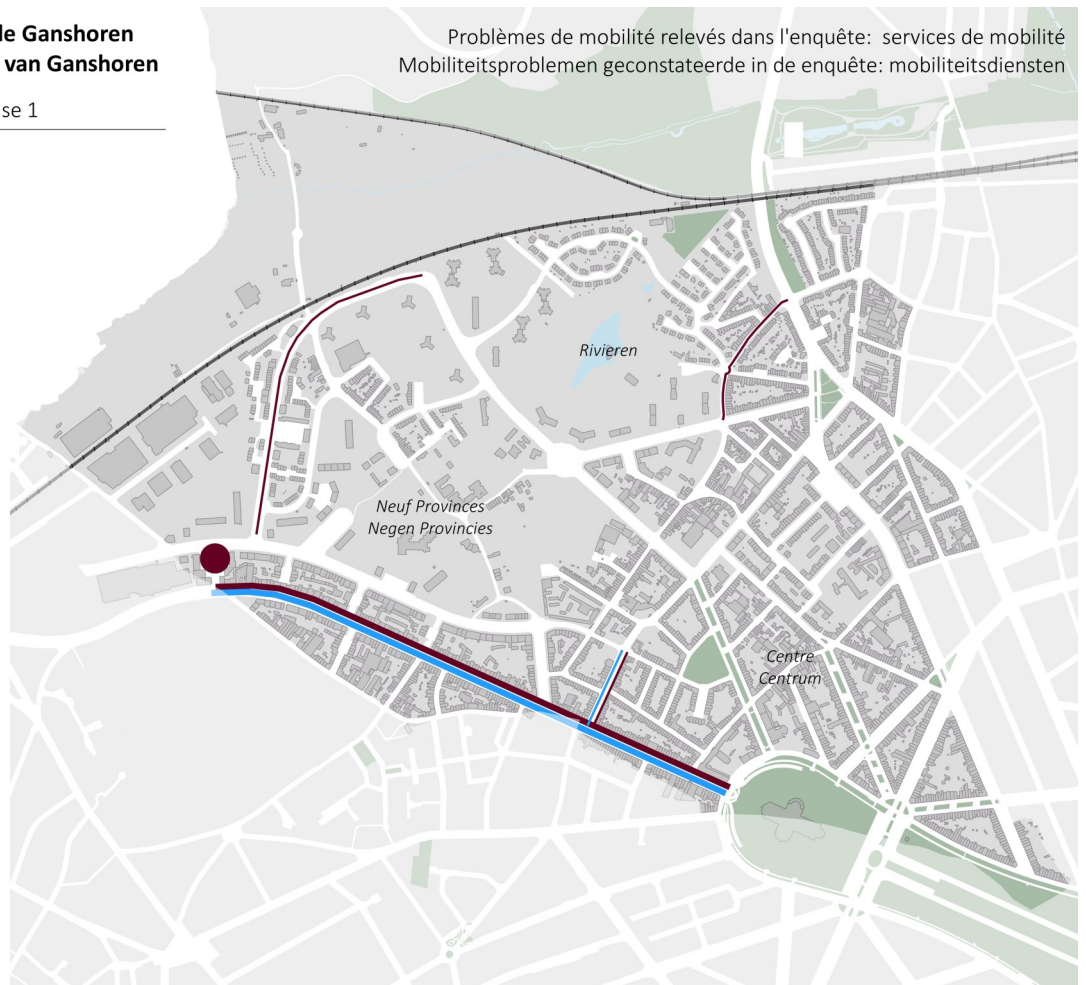 de Ganshoren
van Ganshoren
se 1
Problèmes de mobilité relevés dans l'enquête: services de mobilité
Mobiliteitsproblemen geconstateerde in de enquête: mobiliteitsdiensten
Rivieren
Neuf Provinces
Negen Provincies
Centre
Centrum